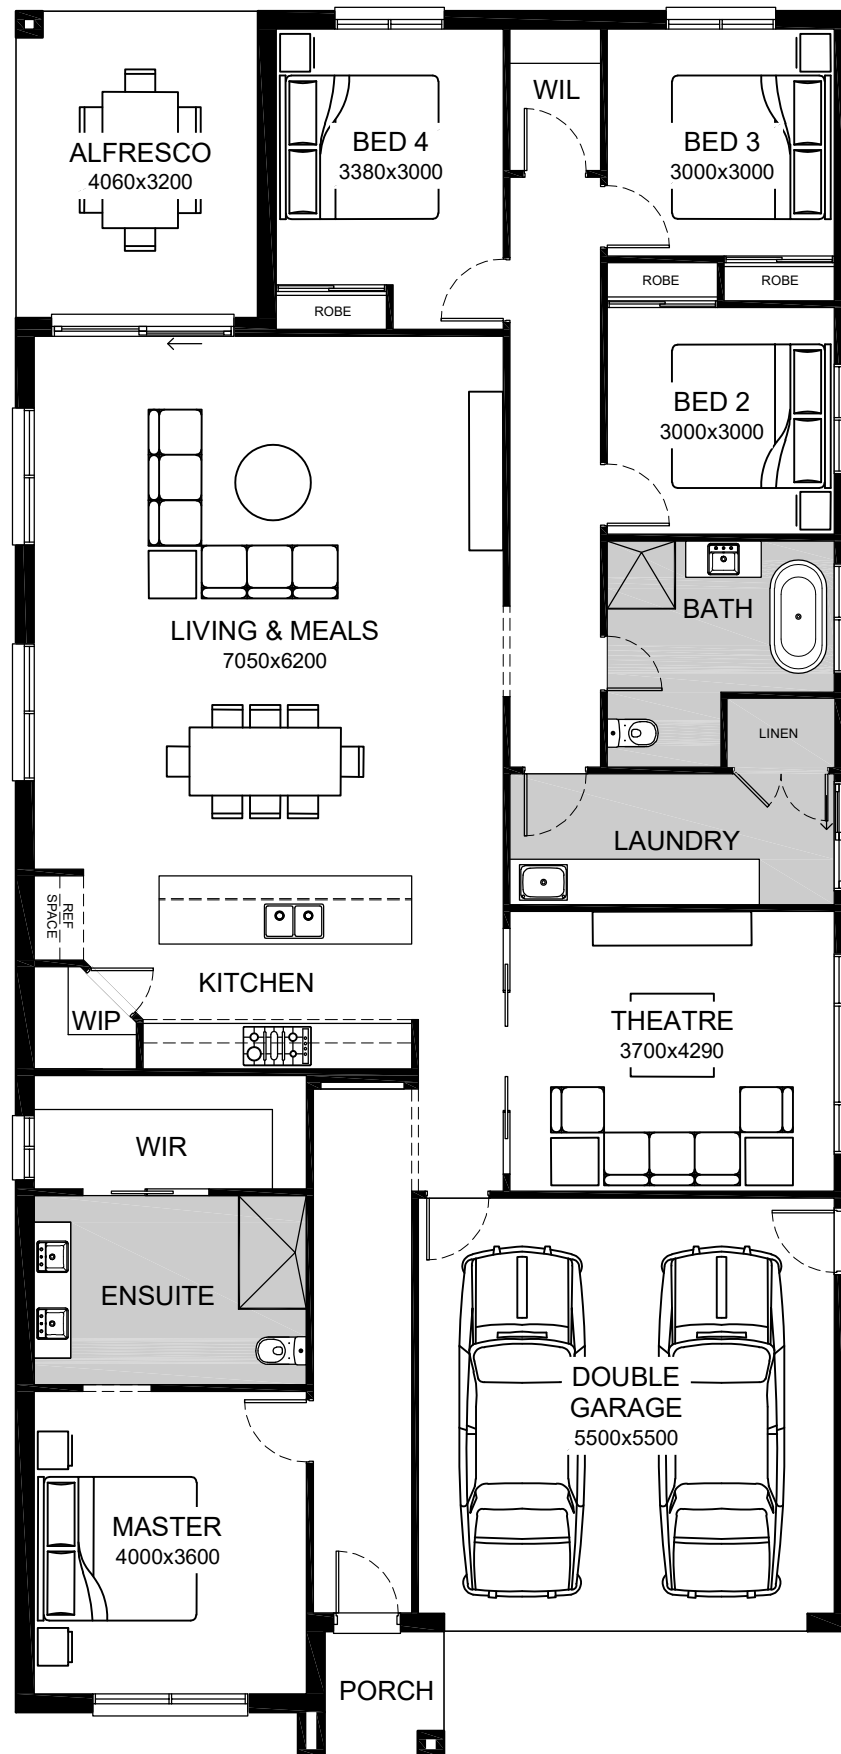 WIL
BED 4
3380x3000
BED 3
3000x3000
ALFRESCO
4060x3200
ROBE
ROBE
ROBE
BED 2
3000x3000
BATH
LIVING & MEALS
7050x6200
LINEN
LAUNDRY
REF
SPACE
KITCHEN
WIP
THEATRE
3700x4290
WIR
ENSUITE
DOUBLE
GARAGE
5500x5500
MASTER
4000x3600
PORCH